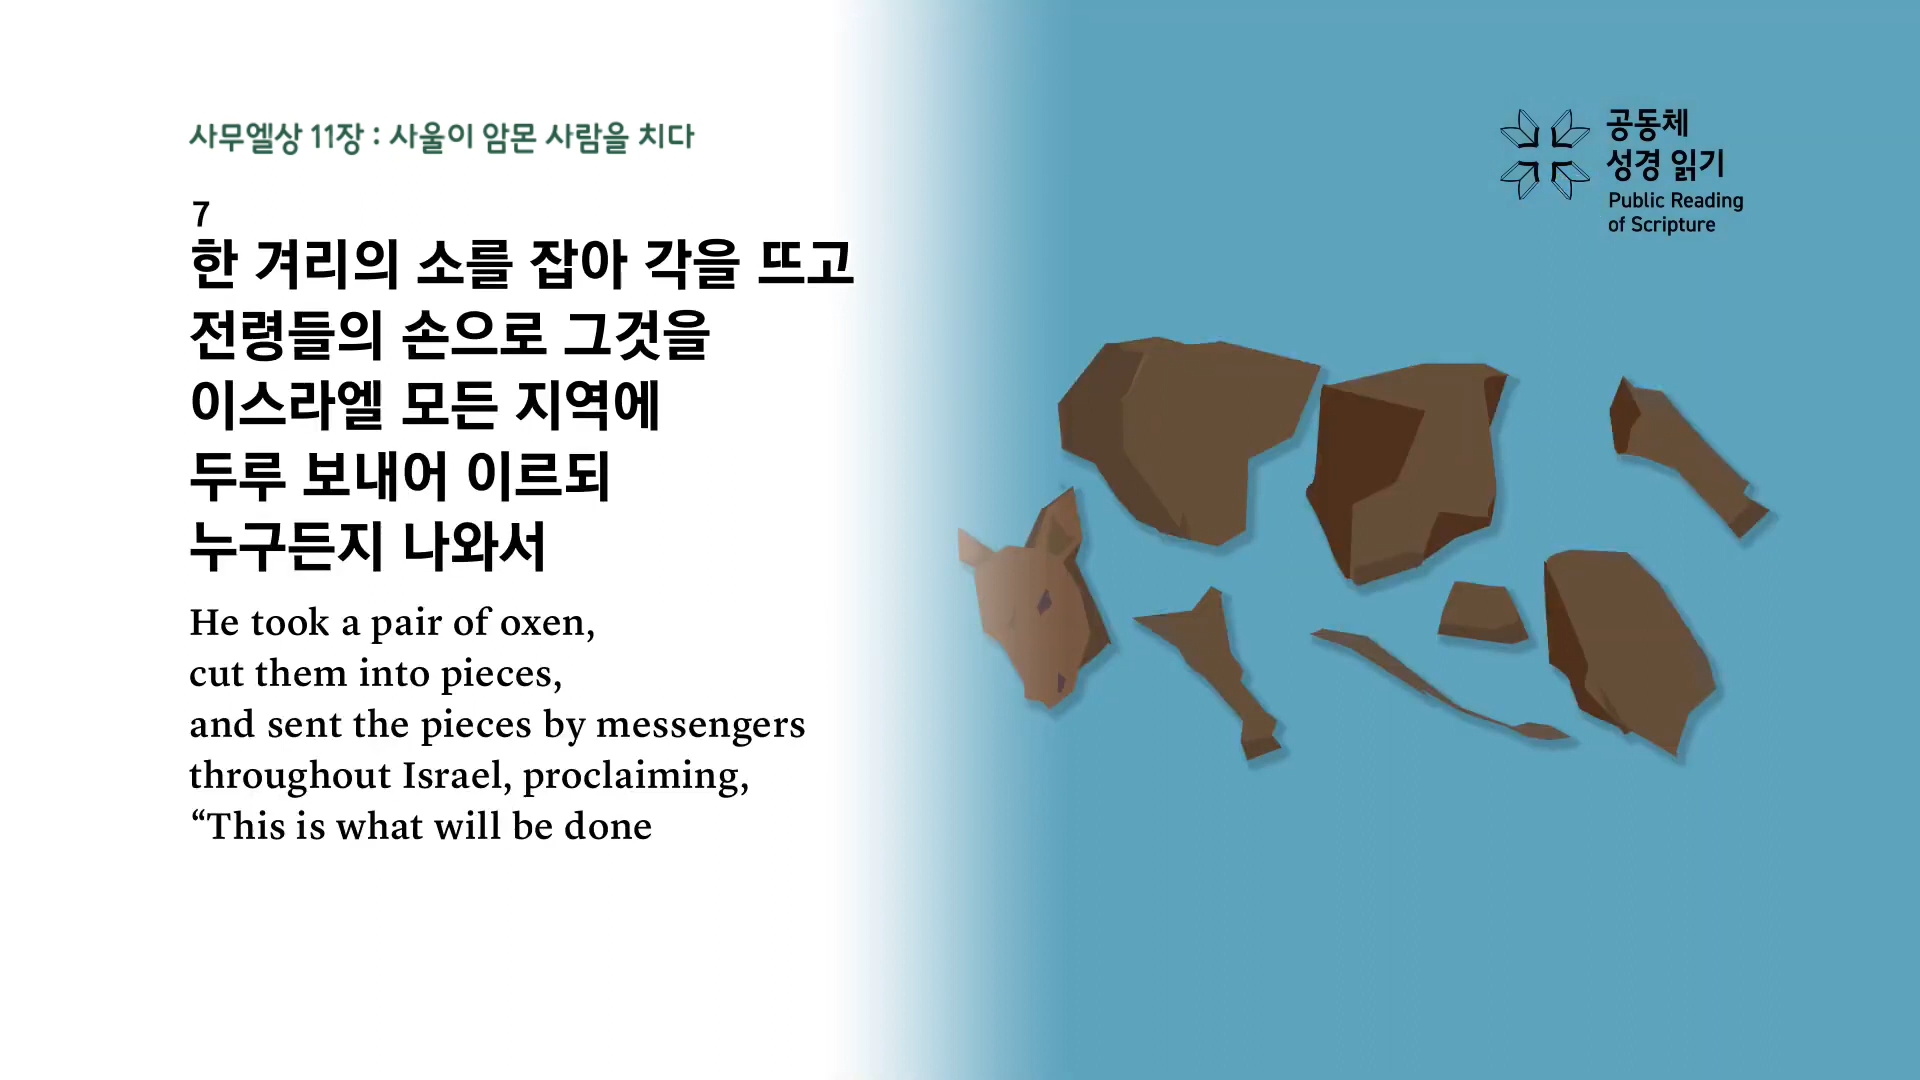 사무엘상 11장 : 사울이 암몬 사람을 치다
7
한 겨리의 소를 잡아 각을 뜨고
전령들의 손으로 그것을
이스라엘 모든 지역에
두루 보내어 이르되
누구든지 나와서
He took a pair of oxen,
cut them into pieces,
and sent the pieces by messengers
throughout Israel, proclaiming,
“This is what will be done
공동체
성경 읽기
Public Reading
of Scripture